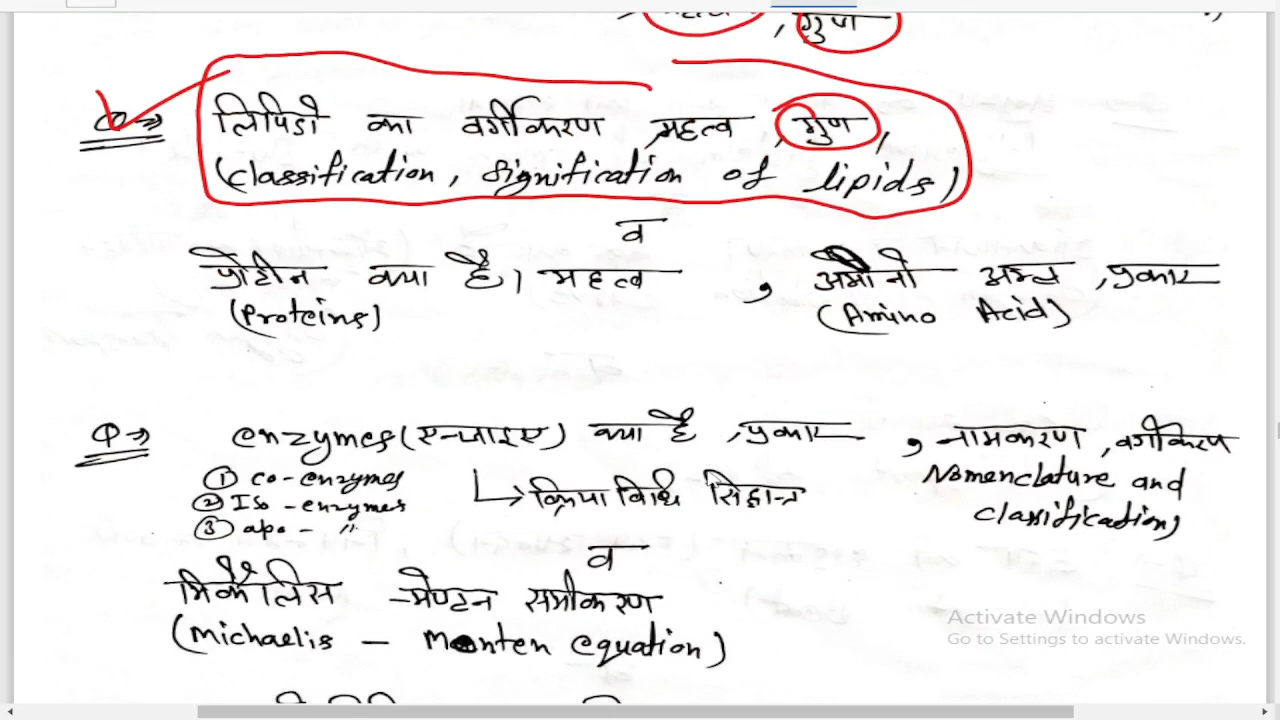 , गुण
Q→ लिपिडों का वर्गीकरण, महत्व, गुण,
(classification, signification of lipids)
व
प्रोटीन क्या है। महत्व , अमीनो अम्ल, प्रकार
(Proteins) (Amino Acid)
Q→ enzymes(एन्जाइम) क्या है, प्रकार , नामकरण, वर्गीकरण
① co-enzymes ↳ क्रिया विधि सिद्धान्त Nomenclature and
② Iso-enzymes classification,
③ apo- "
व
मिकेलिस - मेण्टन समीकरण
(michaelis - menten equation)
Activate Windows
Go to Settings to activate Windows.